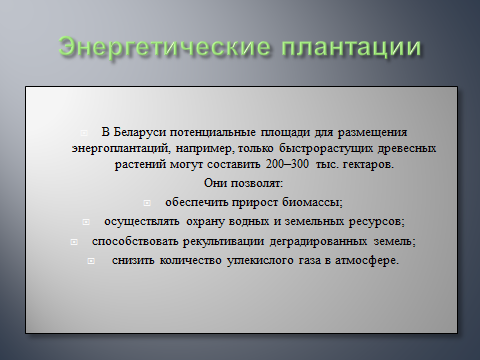 Энергетические плантации
В Беларуси потенциальные площади для размещения
энергоплантаций, например, только быстрорастущих древесных
растений могут составить 200–300 тыс. гектаров.
Они позволят:
обеспечить прирост биомассы;
осуществлять охрану водных и земельных ресурсов;
способствовать рекультивации деградированных земель;
снизить количество углекислого газа в атмосфере.